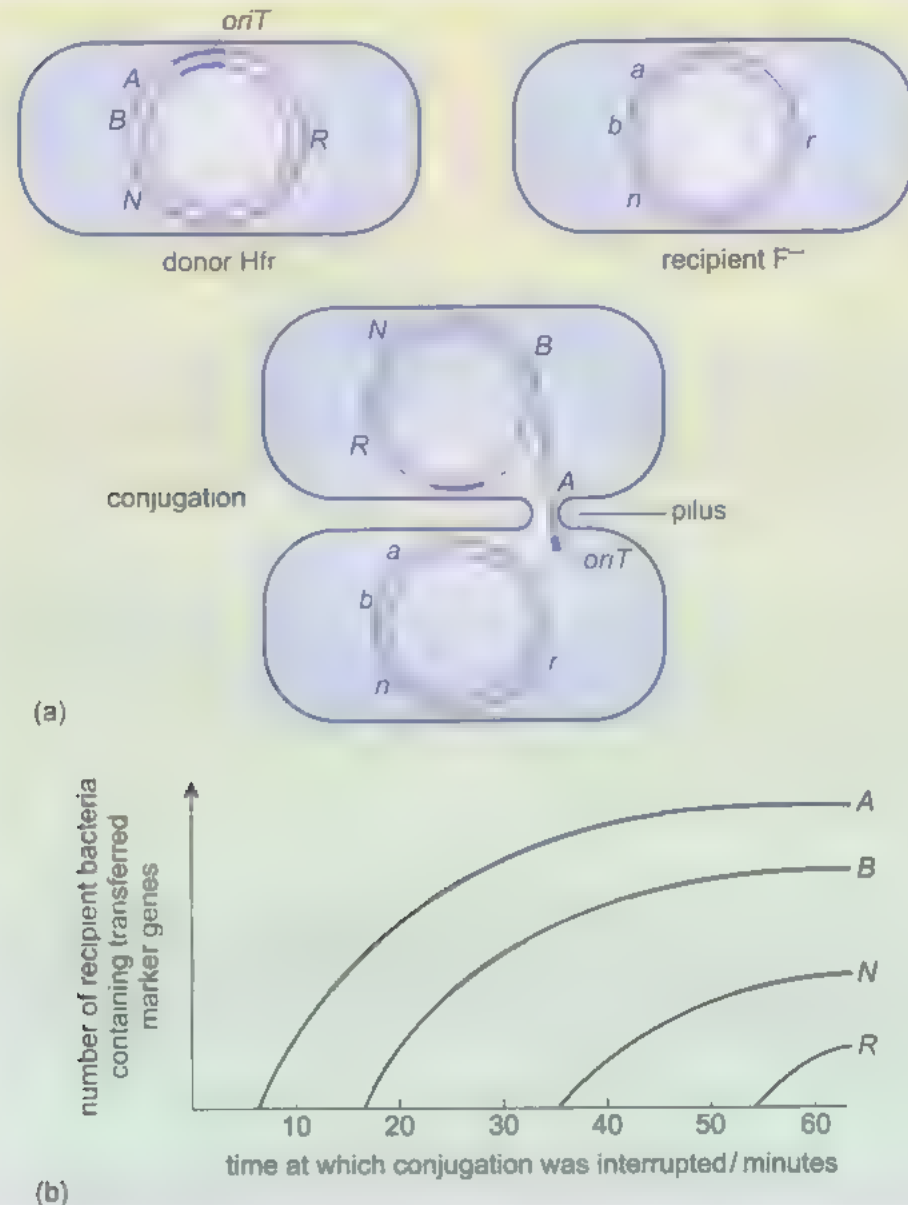 oriT
A
B
R
N
donor Hfr
a
b
r
n
recipient F⁻
N
B
R
A
conjugation
pilus
oriT
a
b
r
n
(a)
number of recipient bacteria
containing transferred
marker genes
A
B
N
R
10 20 30 40 50 60
time at which conjugation was interrupted / minutes
(b)